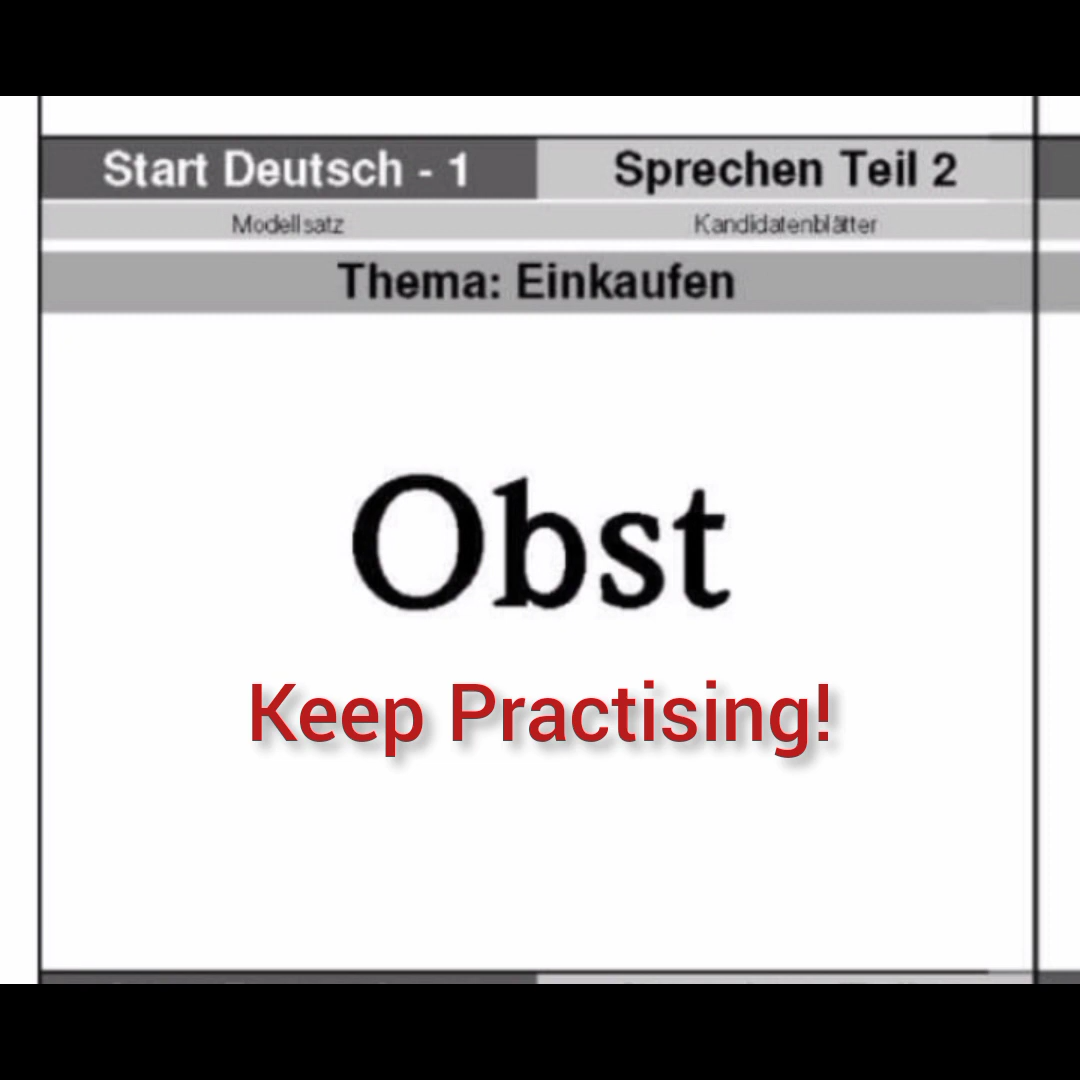 Start Deutsch - 1
Sprechen Teil 2
Modellsatz
Kandidatenblätter
Thema: Einkaufen
Obst
Keep Practising!